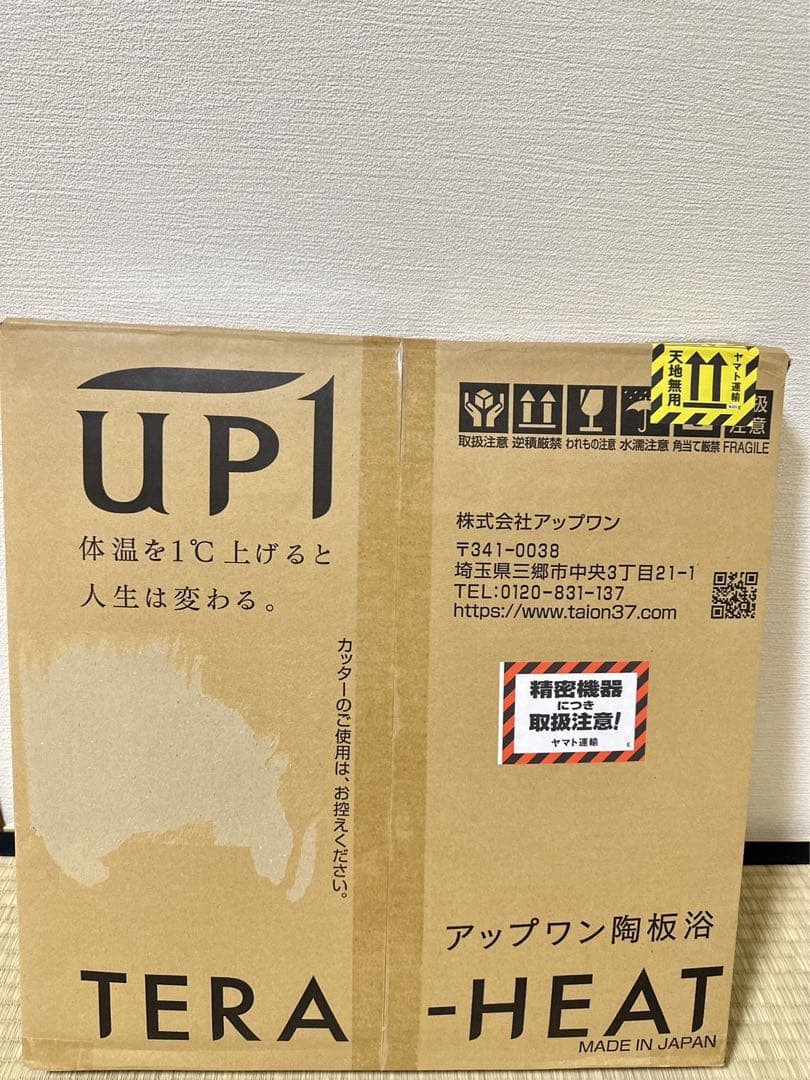 UP1
体温を1℃上げると
人生は変わる。
カッターのご使用は、お控えください。
天地無用
ヤマト運輸
取扱注意 逆積厳禁 われもの注意 水濡注意 角当て厳禁 FRAGILE
扱
注意
株式会社アップワン
〒341-0038
埼玉県三郷市中央3丁目21-1
TEL:0120-831-137
https://www.taion37.com
精密機器
につき
取扱注意!
ヤマト運輸 E
アップワン陶板浴
TERA-HEAT
MADE IN JAPAN